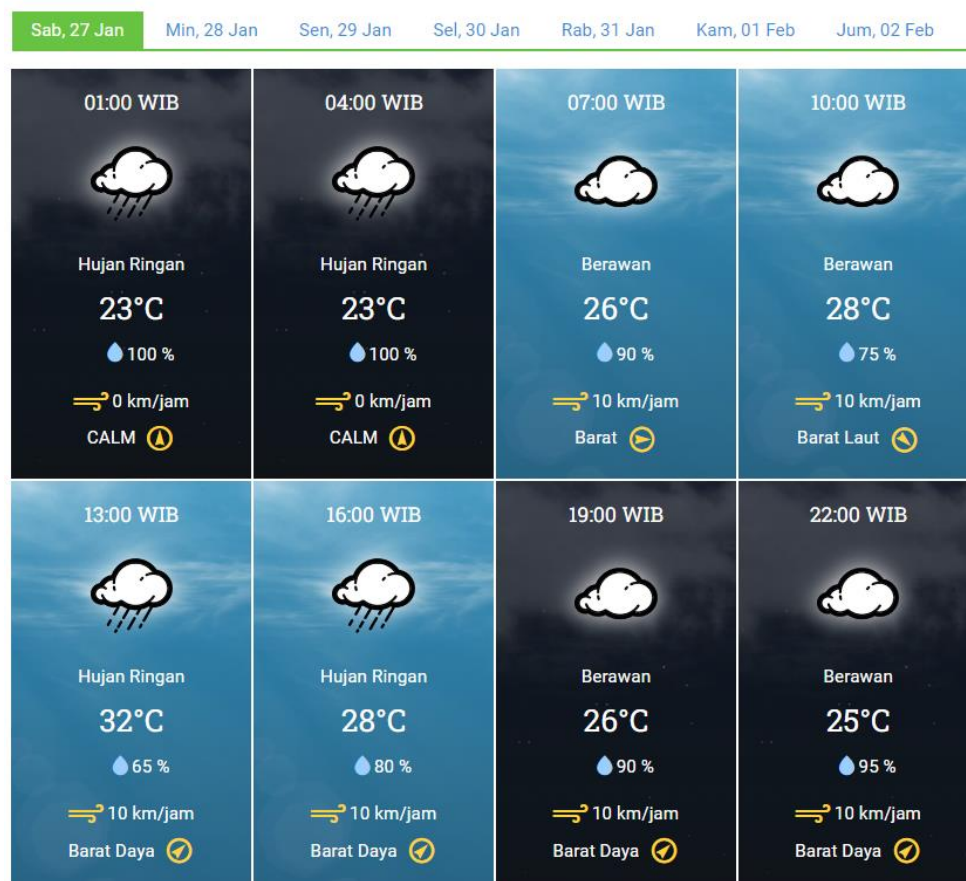 Sab, 27 Jan Min, 28 Jan Sen, 29 Jan Sel, 30 Jan Rab, 31 Jan Kam, 01 Feb Jum, 02 Feb
01:00 WIB
Hujan Ringan
23°C
100 %
0 km/jam
CALM
04:00 WIB
Hujan Ringan
23°C
100 %
0 km/jam
CALM
07:00 WIB
Berawan
26°C
90 %
10 km/jam
Barat
10:00 WIB
Berawan
28°C
75 %
10 km/jam
Barat Laut
13:00 WIB
Hujan Ringan
32°C
65 %
10 km/jam
Barat Daya
16:00 WIB
Hujan Ringan
28°C
80 %
10 km/jam
Barat Daya
19:00 WIB
Berawan
26°C
90 %
10 km/jam
Barat Daya
22:00 WIB
Berawan
25°C
95 %
10 km/jam
Barat Daya